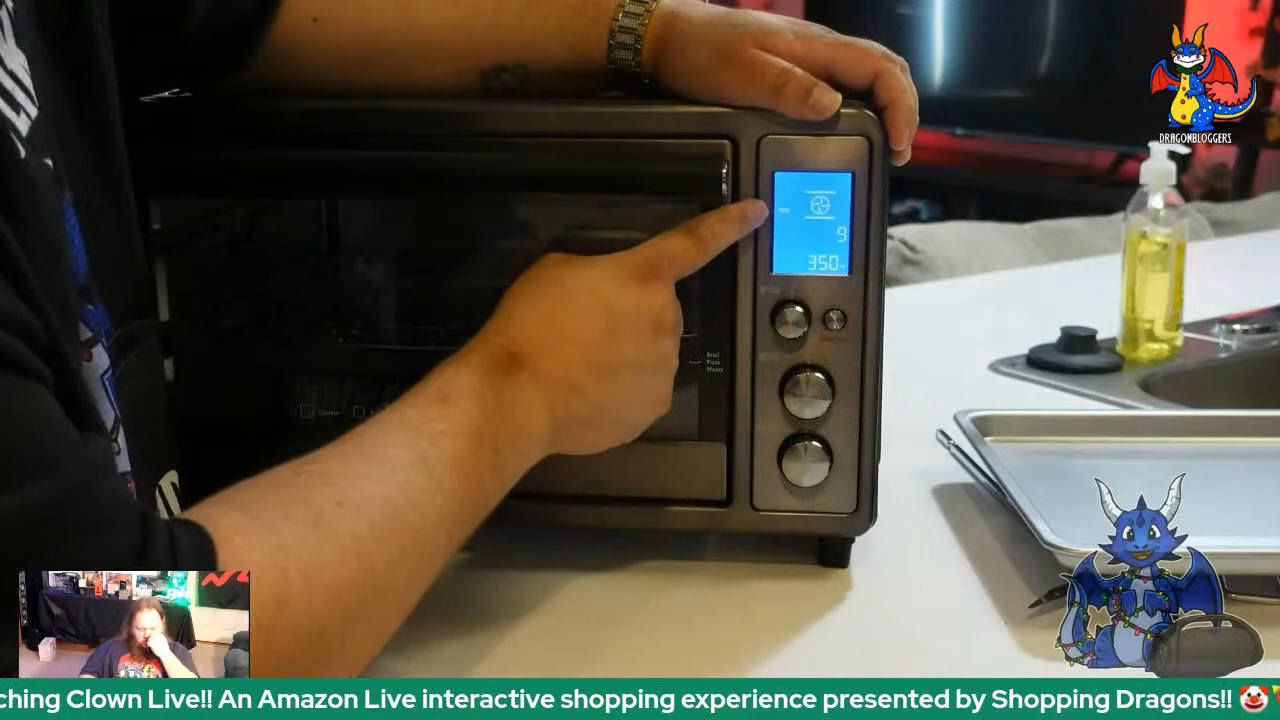 DRAGONBLOGGERS
9
350
Broil
Pizza
Meats
Cookie
ching Clown Live!! An Amazon Live interactive shopping experience presented by Shopping Dragons!! 🤡